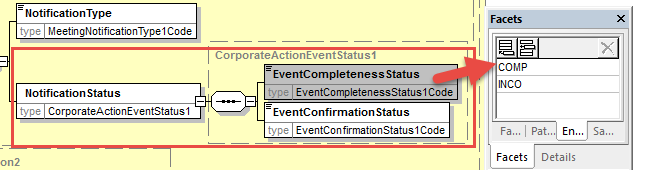 NotificationType
type MeetingNotificationType1Code
CorporateActionEventStatus1
EventCompletenessStatus
type EventCompletenessStatus1Code
NotificationStatus
type CorporateActionEventStatus1
EventConfirmationStatus
type EventConfirmationStatus1Code
on2
Facets
COMP
INCO
Fa...
Pat...
En...
Sa...
Facets
Details